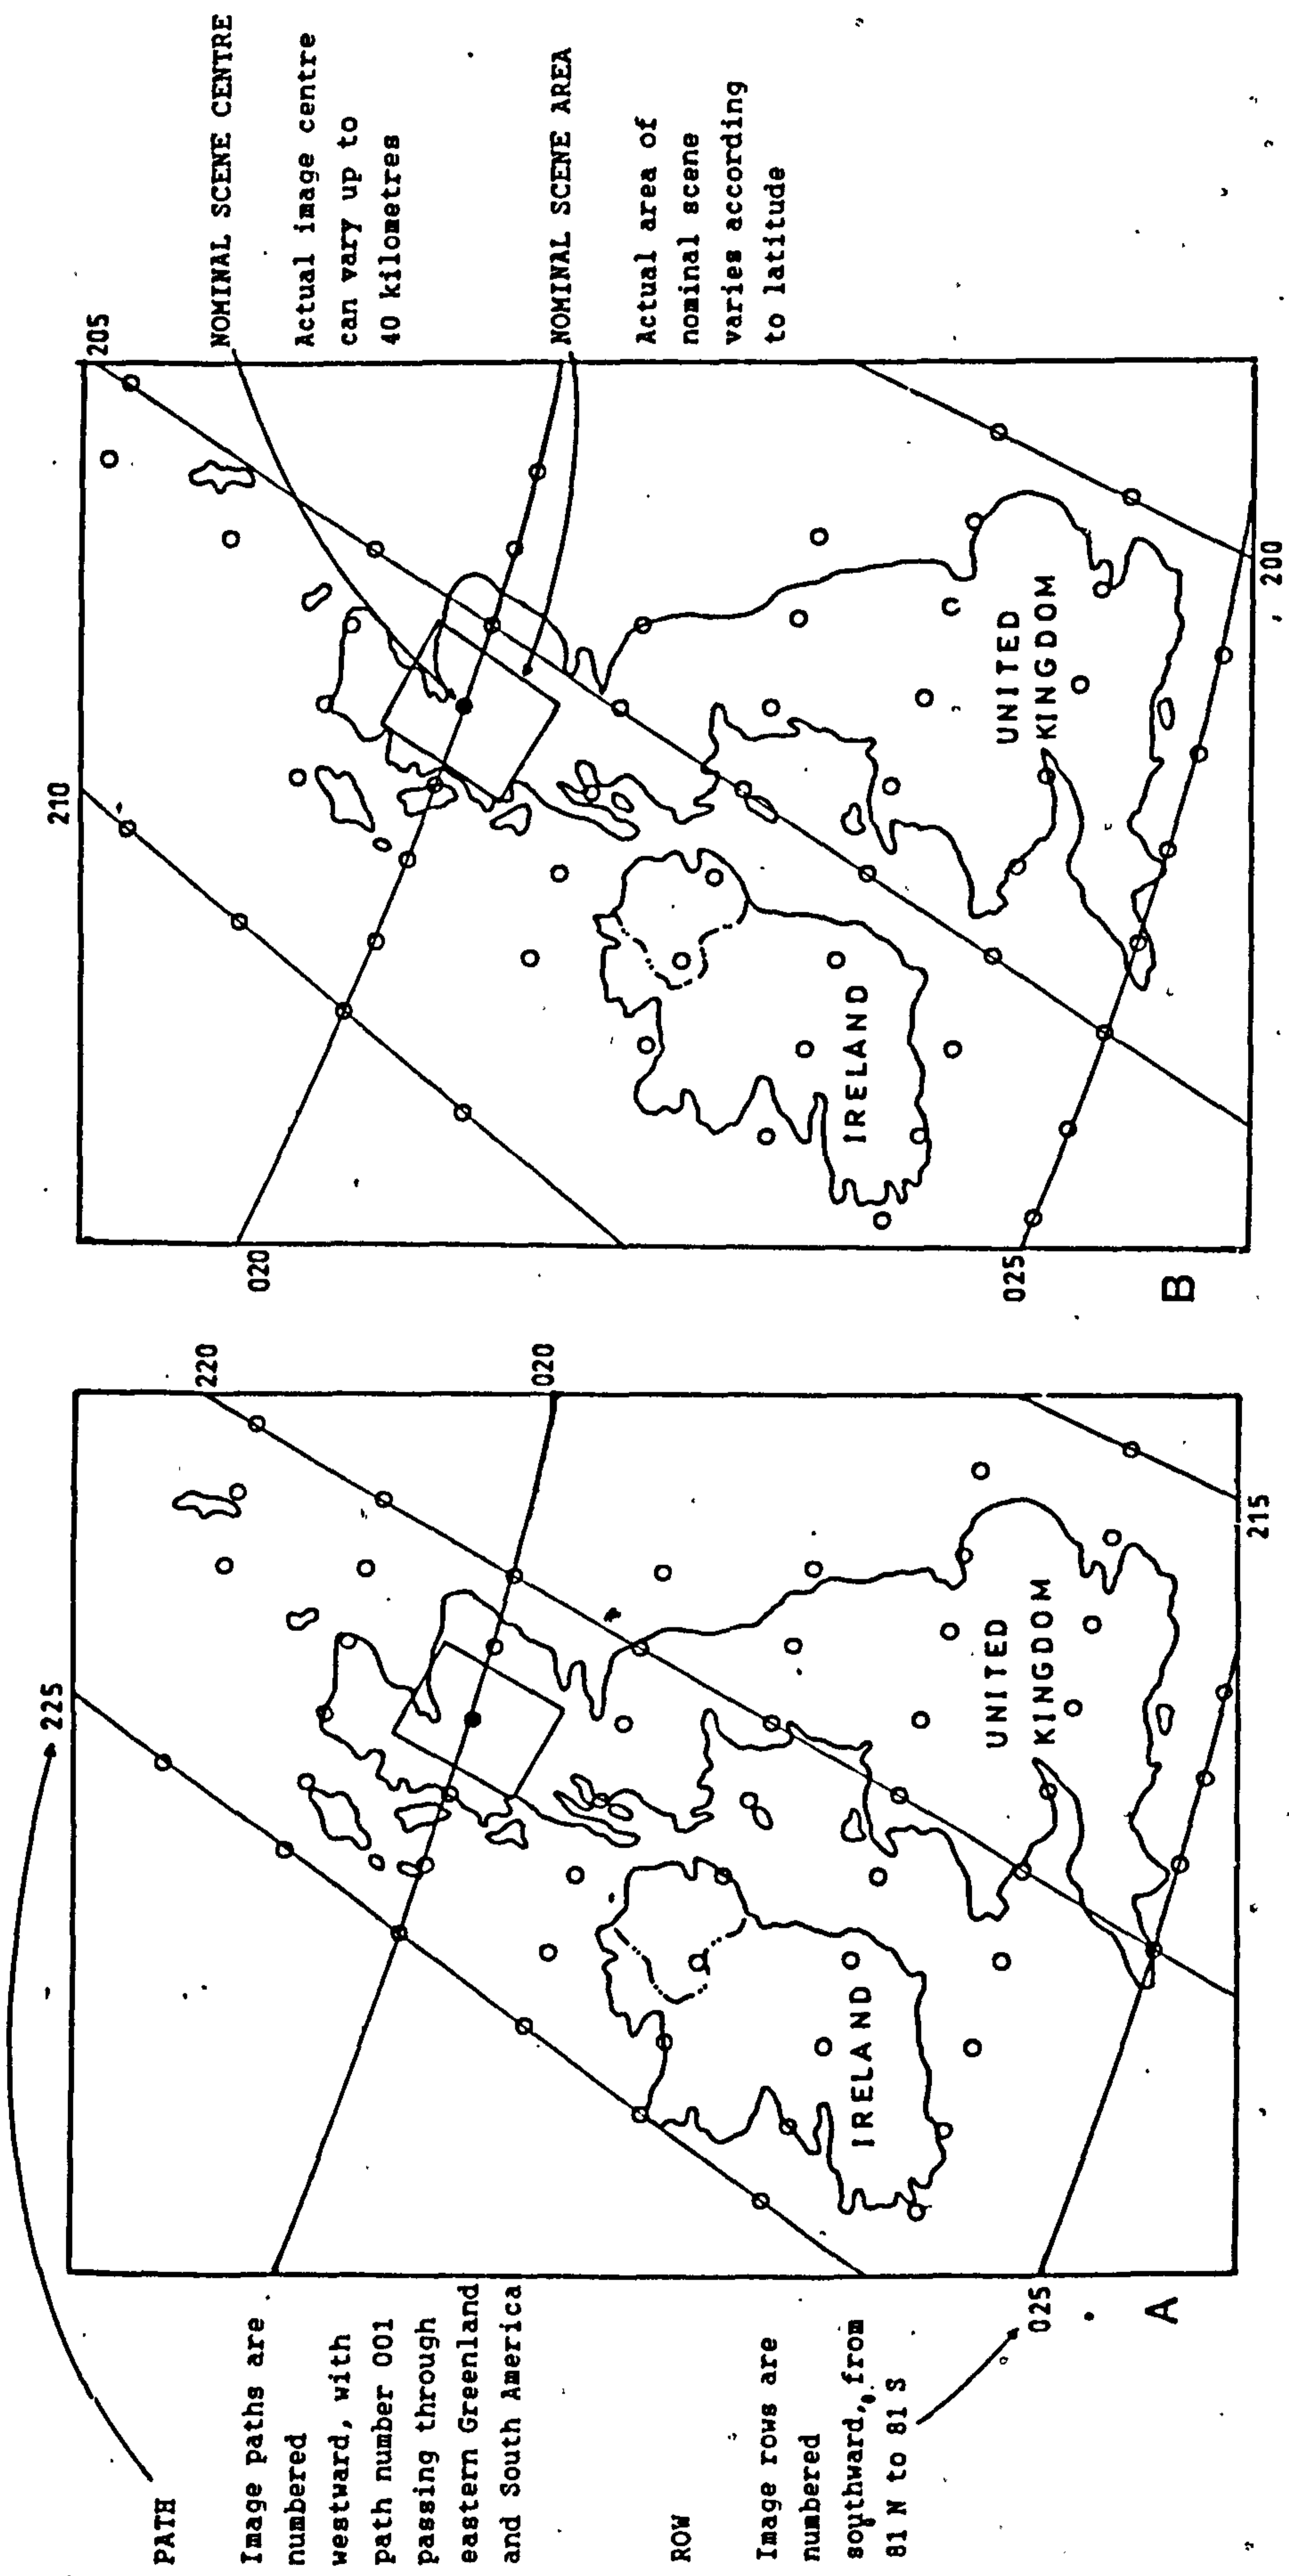 PATH
Image paths are
numbered
westward, with
path number 001
passing through
eastern Greenland
and South America
ROW
Image rows are
numbered
southward, from
81 N to 81 S
225
220
020
215
025
IRELAND
UNITED
KINGDOM
A
210
205
020
200
025
IRELAND
UNITED
KINGDOM
B
NOMINAL SCENE CENTRE
Actual image centre
can vary up to
40 kilometres
NOMINAL SCENE AREA
Actual area of
nominal scene
varies according
to latitude